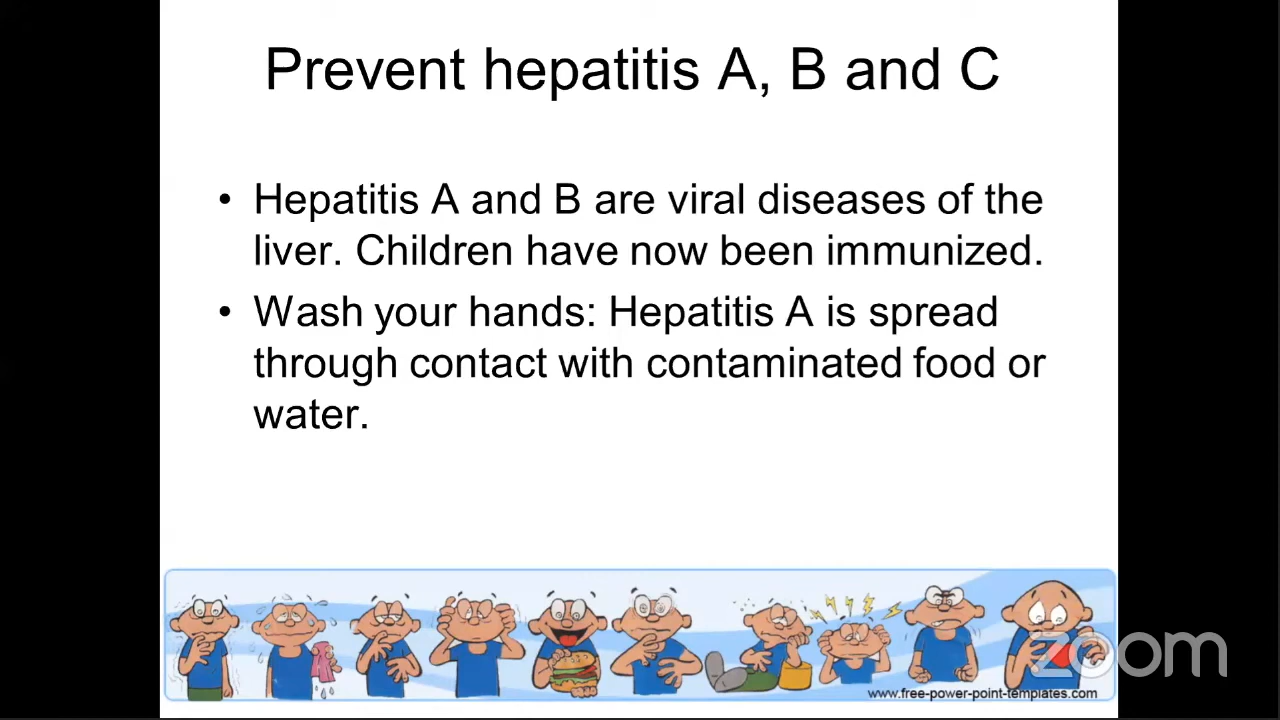 Prevent hepatitis A, B and C
• Hepatitis A and B are viral diseases of the
liver. Children have now been immunized.
• Wash your hands: Hepatitis A is spread
through contact with contaminated food or
water.
zoom
www.free-power-point-templates.com